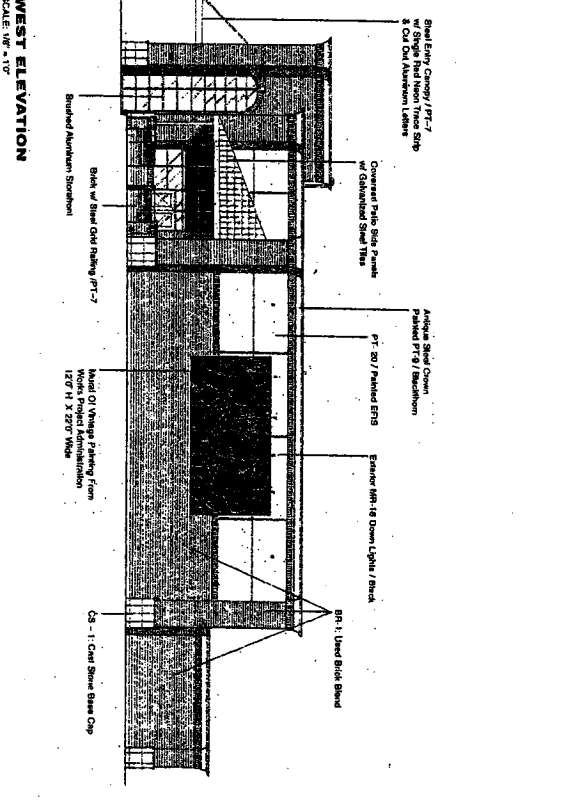 Steel Entry Canopy / PT-7
w/ Single Red Neon Trace Strip
& Cut Out Aluminum Letters
Covered Patio Side Panels
w/ Galvanized Steel Tiles
Antique Steel Crown
Painted PT-9 / Blackthorn
PT- 20 / Painted EFIS
Exterior MR-16 Down Lights / Black
BR-1: Used Brick Blend
Brushed Aluminum Storefront
Brick w/ Steel Grid Railing /PT-7
Mural Of Vintage Painting From
Works Project Administration
12'0" H X 22'0" Wide
CS - 1: Cast Stone Base Cap
WEST ELEVATION
SCALE: 1/8" = 1'0"